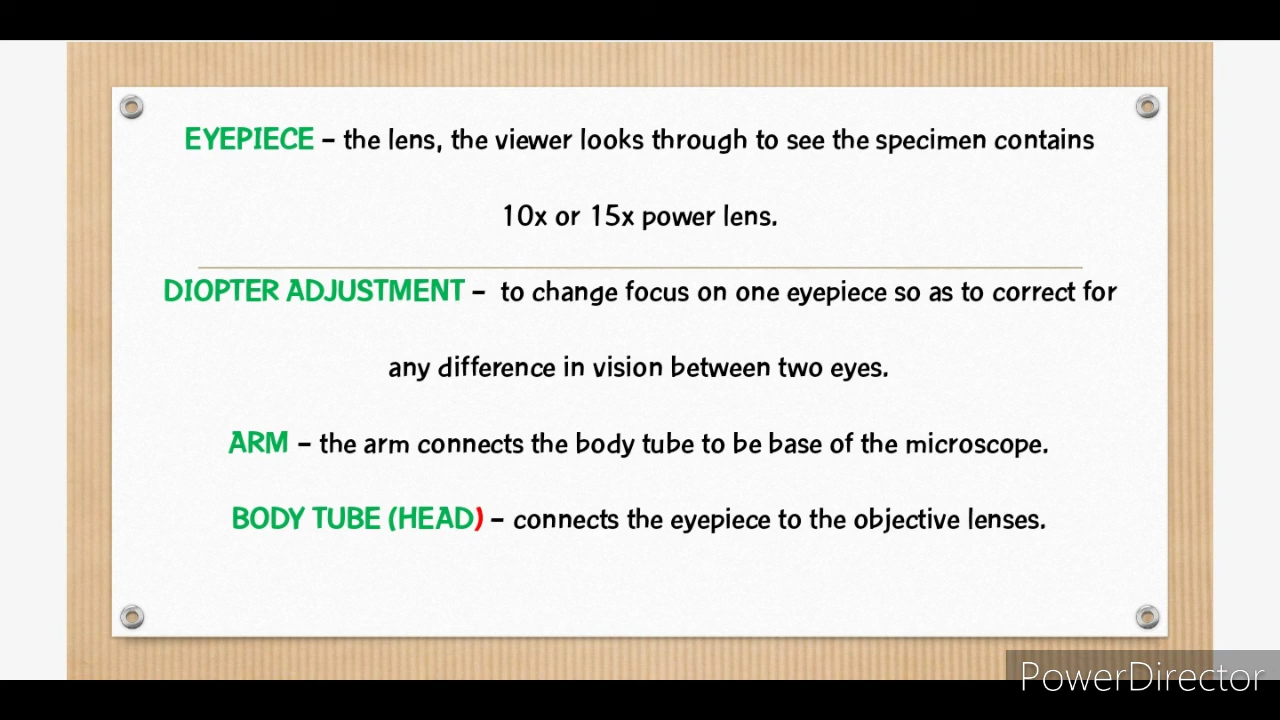 EYEPIECE – the lens, the viewer looks through to see the specimen contains
10x or 15x power lens.
DIOPTER ADJUSTMENT – to change focus on one eyepiece so as to correct for
any difference in vision between two eyes.
ARM – the arm connects the body tube to be base of the microscope.
BODY TUBE (HEAD) – connects the eyepiece to the objective lenses.
PowerDirector